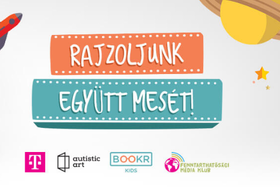 RAJZOLJUNK
EGYÜTT MESÉT!
T
autistic
art
BOOKR
KIDS
FENNTARTHATÓSÁGI
MÉDIA KLUB